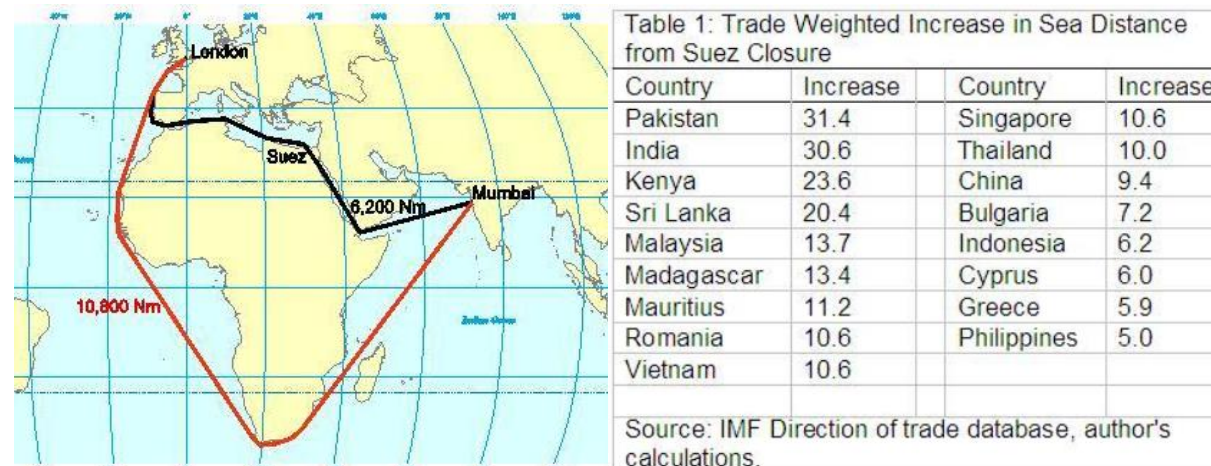 London
Suez
Mumbai
6,200 Nm
10,800 Nm
Indian Ocean
Table 1: Trade Weighted Increase in Sea Distance
from Suez Closure
Country Increase Country Increase
Pakistan 31.4 Singapore 10.6
India 30.6 Thailand 10.0
Kenya 23.6 China 9.4
Sri Lanka 20.4 Bulgaria 7.2
Malaysia 13.7 Indonesia 6.2
Madagascar 13.4 Cyprus 6.0
Mauritius 11.2 Greece 5.9
Romania 10.6 Philippines 5.0
Vietnam 10.6
Source: IMF Direction of trade database, author's
calculations.